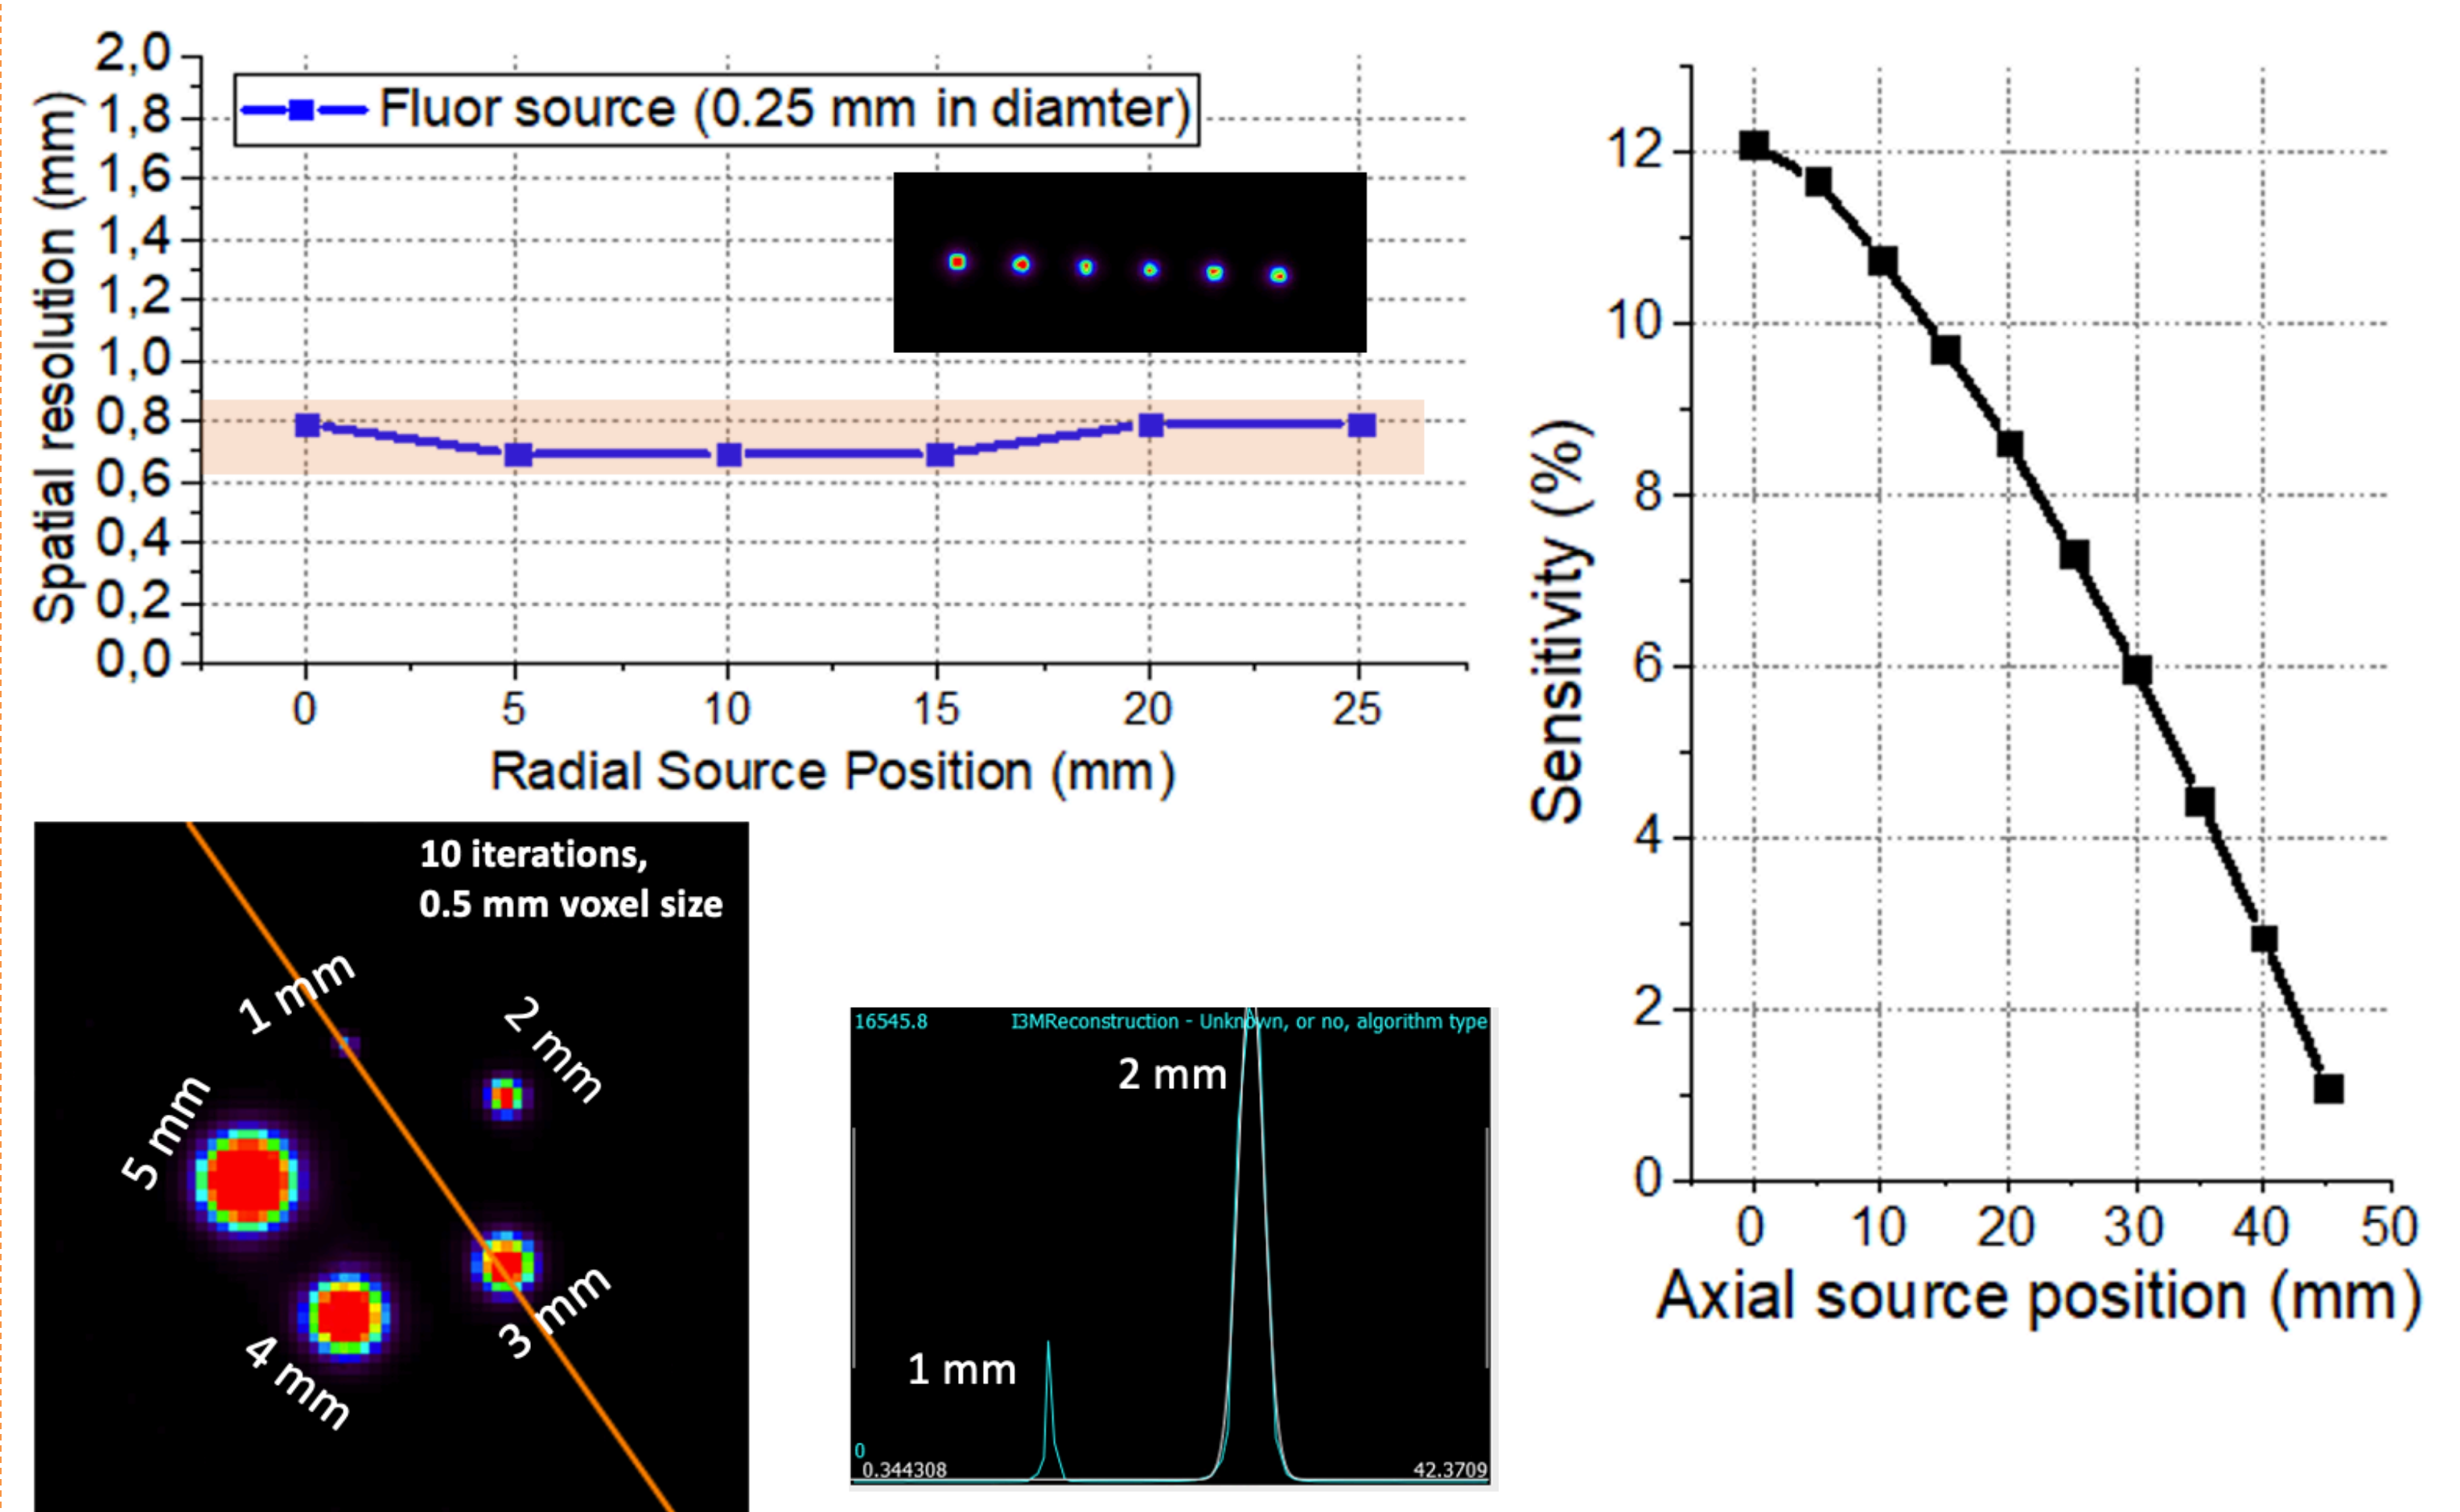 2,0
1,8
1,6
1,4
1,2
1,0
0,8
0,6
0,4
0,2
0,0
Spatial resolution (mm)
Fluor source (0.25 mm in diamter)
0 5 10 15 20 25
Radial Source Position (mm)
12
10
8
6
4
2
0
Sensitivity (%)
0 10 20 30 40 50
Axial source position (mm)
10 iterations,
0.5 mm voxel size
1 mm
2 mm
5 mm
3 mm
4 mm
16545.8 I3MReconstruction - Unknown, or no, algorithm type
2 mm
1 mm
0
0.344308 42.3709